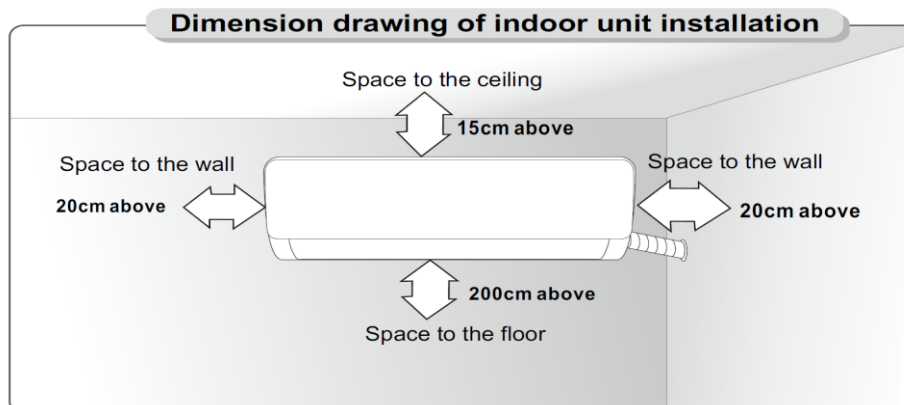 Dimension drawing of indoor unit installation
Space to the ceiling
15cm above
Space to the wall
20cm above
Space to the wall
20cm above
200cm above
Space to the floor